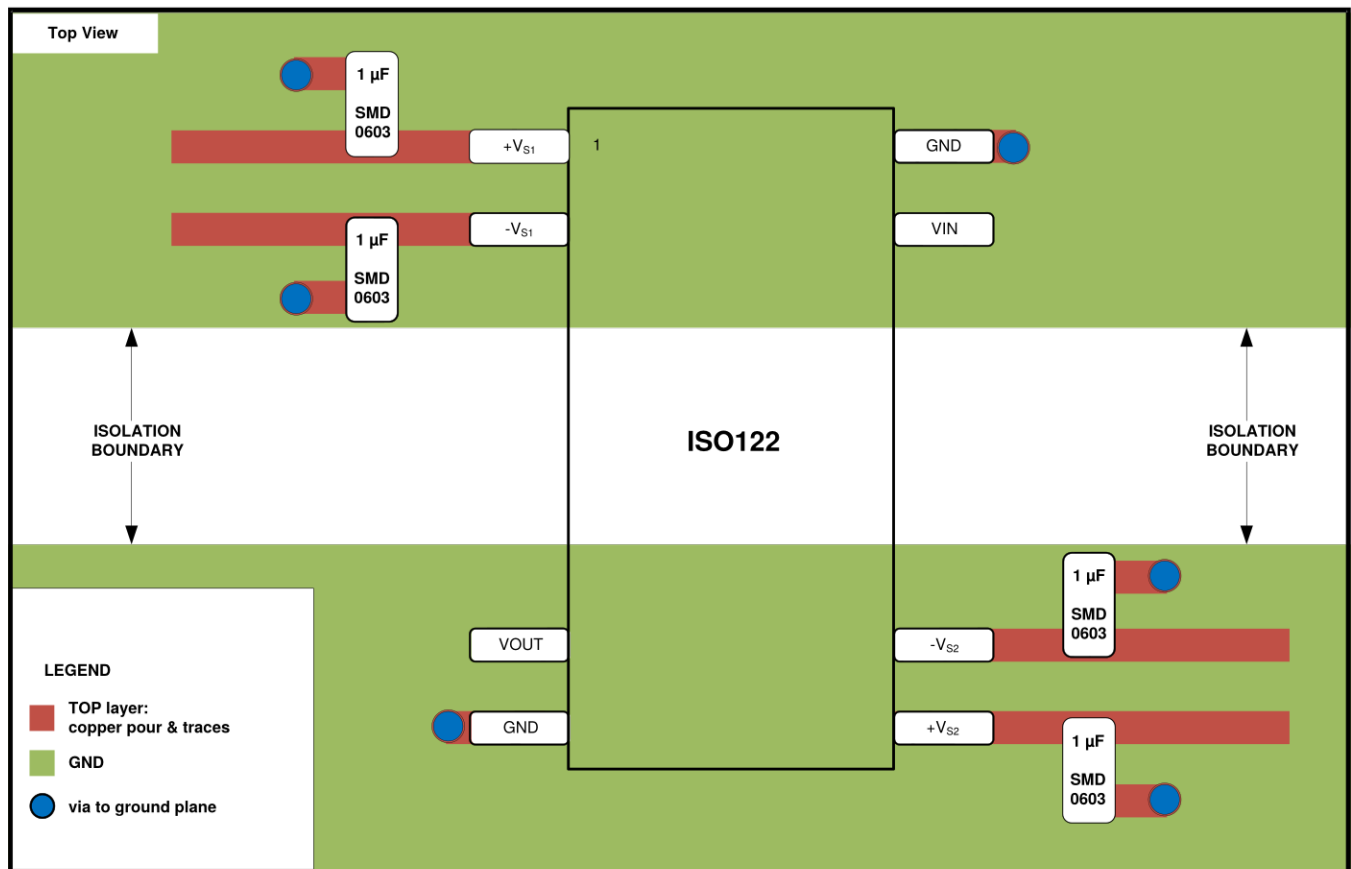 Top View
1 µF
SMD
0603
+VS1
1
GND
-VS1
1 µF
SMD
0603
VIN
ISOLATION
BOUNDARY
ISO122
ISOLATION
BOUNDARY
1 µF
SMD
0603
VOUT
-VS2
GND
+VS2
1 µF
SMD
0603
LEGEND
TOP layer:
copper pour & traces
GND
via to ground plane